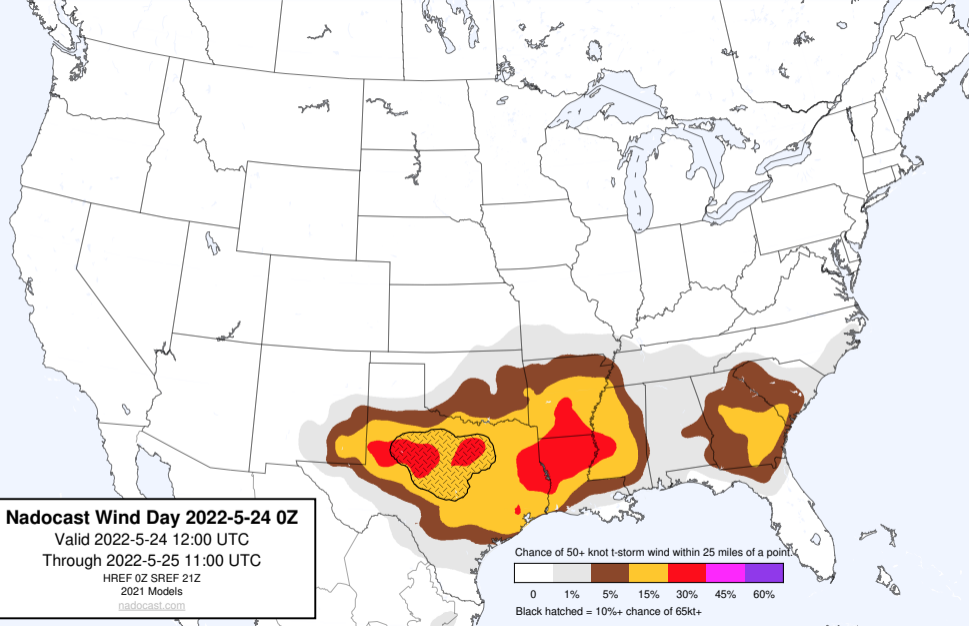 Nadocast Wind Day 2022-5-24 0Z
Valid 2022-5-24 12:00 UTC
Through 2022-5-25 11:00 UTC
HREF 0Z SREF 21Z
2021 Models
nadocast.com
Chance of 50+ knot t-storm wind within 25 miles of a point.
0 1% 5% 15% 30% 45% 60%
Black hatched = 10%+ chance of 65kt+